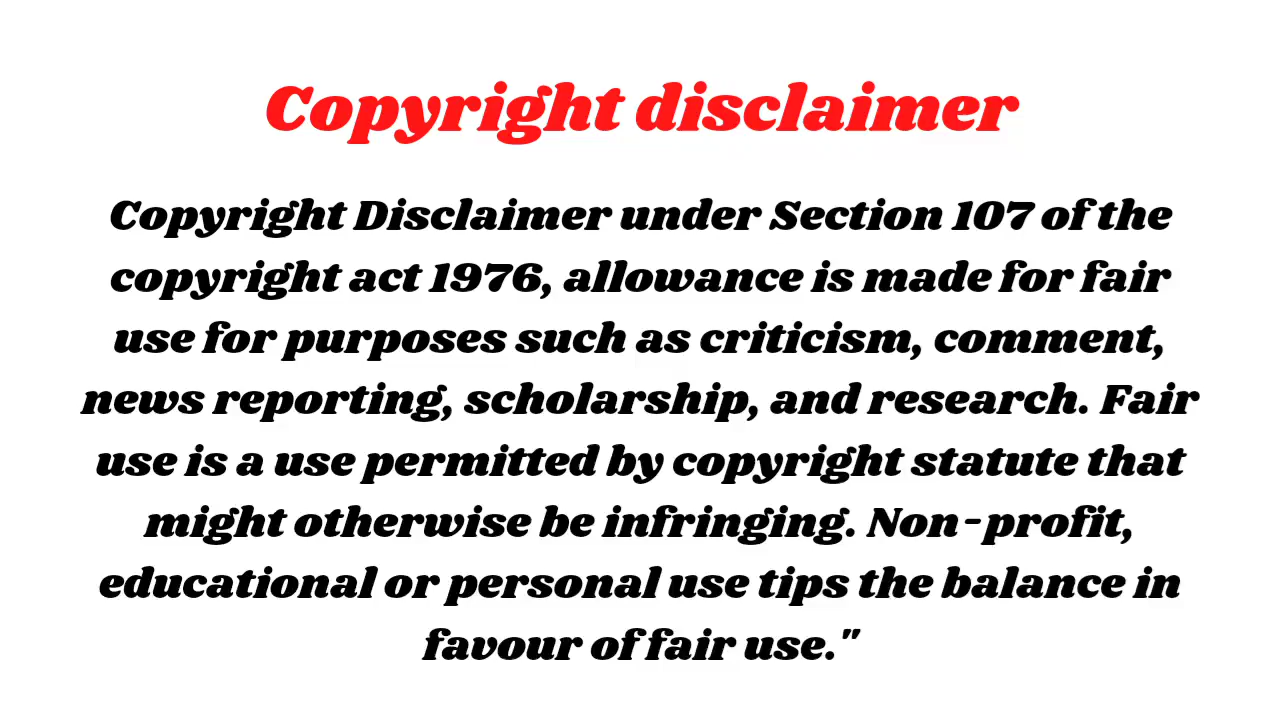 Copyright disclaimer
Copyright Disclaimer under Section 107 of the
copyright act 1976, allowance is made for fair
use for purposes such as criticism, comment,
news reporting, scholarship, and research. Fair
use is a use permitted by copyright statute that
might otherwise be infringing. Non-profit,
educational or personal use tips the balance in
favour of fair use."